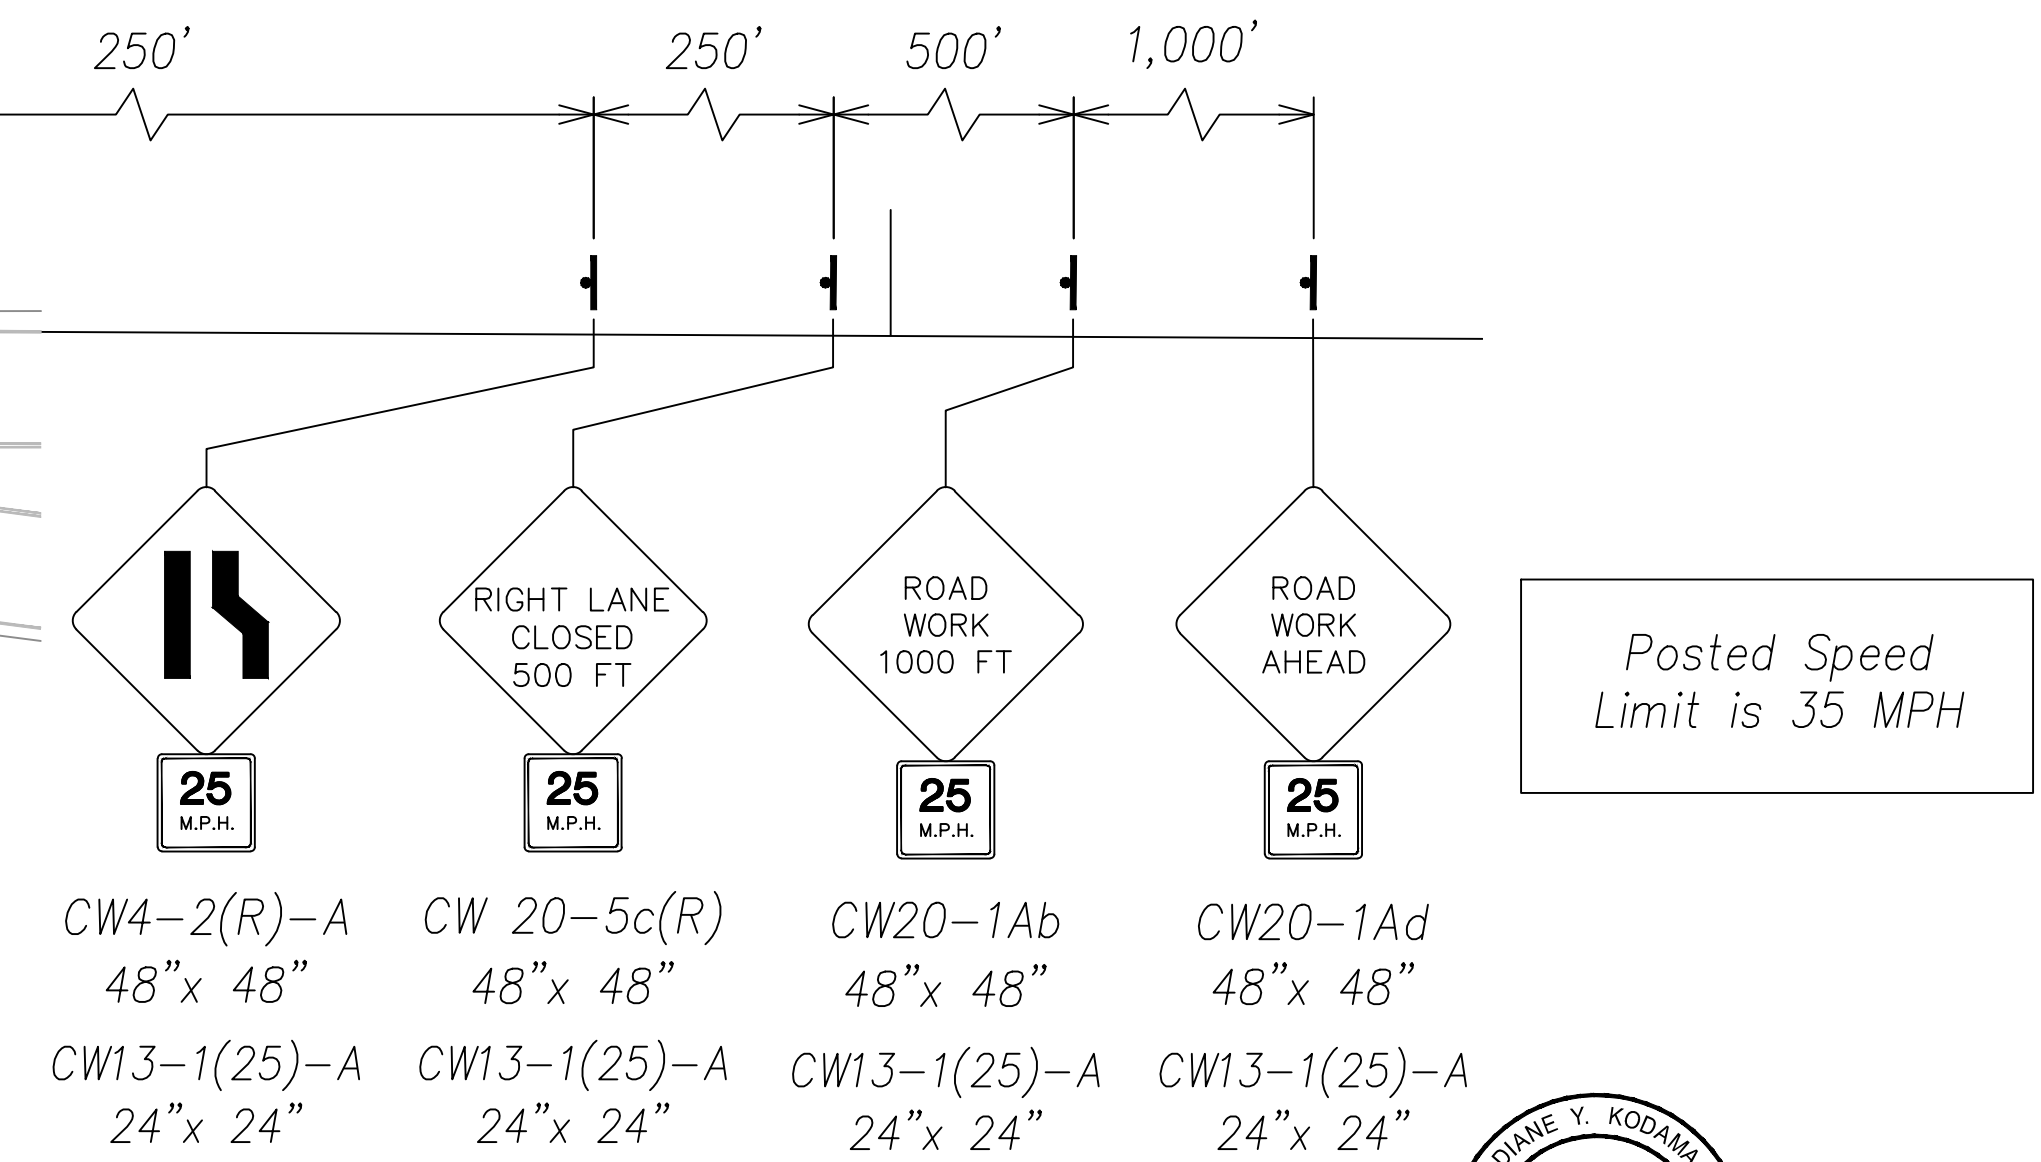 250’
250’
500’
1,000’
RIGHT LANE
CLOSED
500 FT
ROAD
WORK
1000 FT
ROAD
WORK
AHEAD
Posted Speed
Limit is 35 MPH
25
M.P.H.
25
M.P.H.
25
M.P.H.
25
M.P.H.
CW4-2(R)-A
48”x 48”
CW13-1(25)-A
24”x 24”
CW 20-5c(R)
48”x 48”
CW13-1(25)-A
24”x 24”
CW20-1Ab
48”x 48”
CW13-1(25)-A
24”x 24”
CW20-1Ad
48”x 48”
CW13-1(25)-A
24”x 24”
DIANE Y. KODAMA